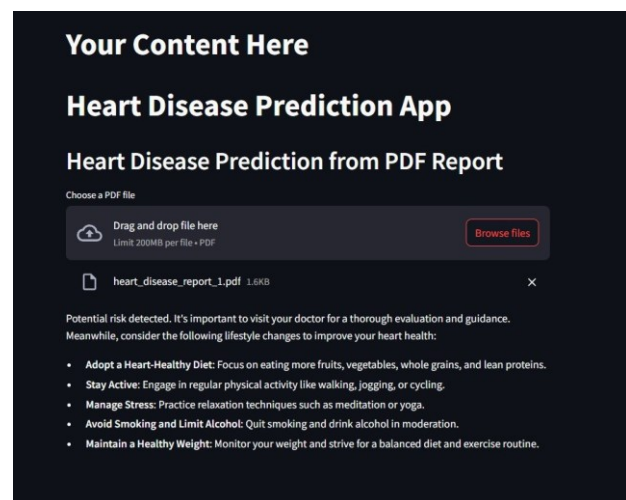 Your Content Here
Heart Disease Prediction App
Heart Disease Prediction from PDF Report
Choose a PDF file
Drag and drop file here
Limit 200MB per file • PDF
Browse files
heart_disease_report_1.pdf 1.6KB
Potential risk detected. It's important to visit your doctor for a thorough evaluation and guidance.
Meanwhile, consider the following lifestyle changes to improve your heart health:
• Adopt a Heart-Healthy Diet: Focus on eating more fruits, vegetables, whole grains, and lean proteins.
• Stay Active: Engage in regular physical activity like walking, jogging, or cycling.
• Manage Stress: Practice relaxation techniques such as meditation or yoga.
• Avoid Smoking and Limit Alcohol: Quit smoking and drink alcohol in moderation.
• Maintain a Healthy Weight: Monitor your weight and strive for a balanced diet and exercise routine.